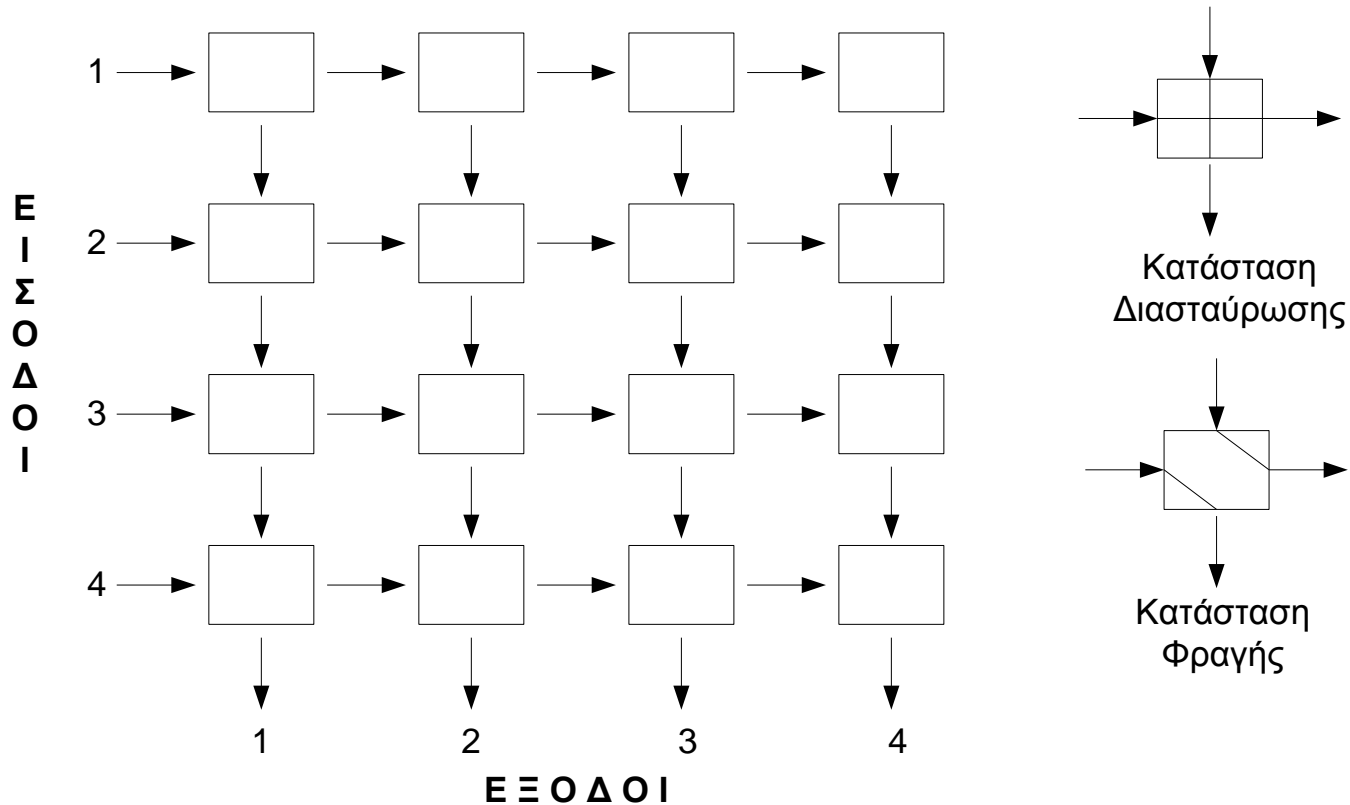 1
2
3
4
Ε
Ι
Σ
Ο
Δ
Ο
Ι
1 2 3 4
Ε Ξ Ο Δ Ο Ι
Κατάσταση
Διασταύρωσης
Κατάσταση
Φραγής